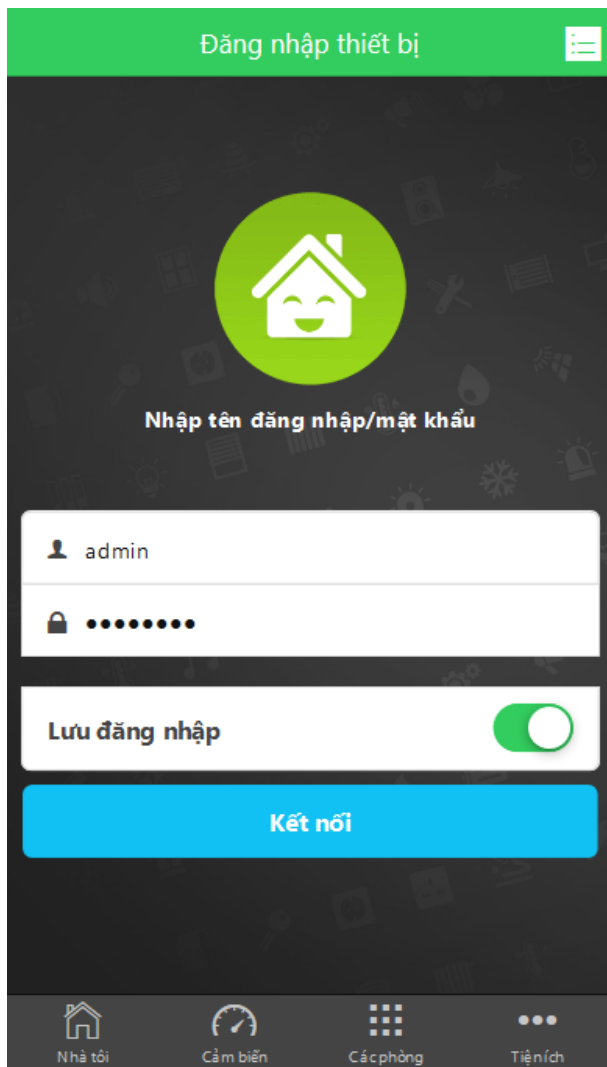 Đăng nhập thiết bị
Nhập tên đăng nhập/mật khẩu
admin
••••••••
Lưu đăng nhập
Kết nối
Nhà tôi
Cảm biến
Các phòng
Tiện ích